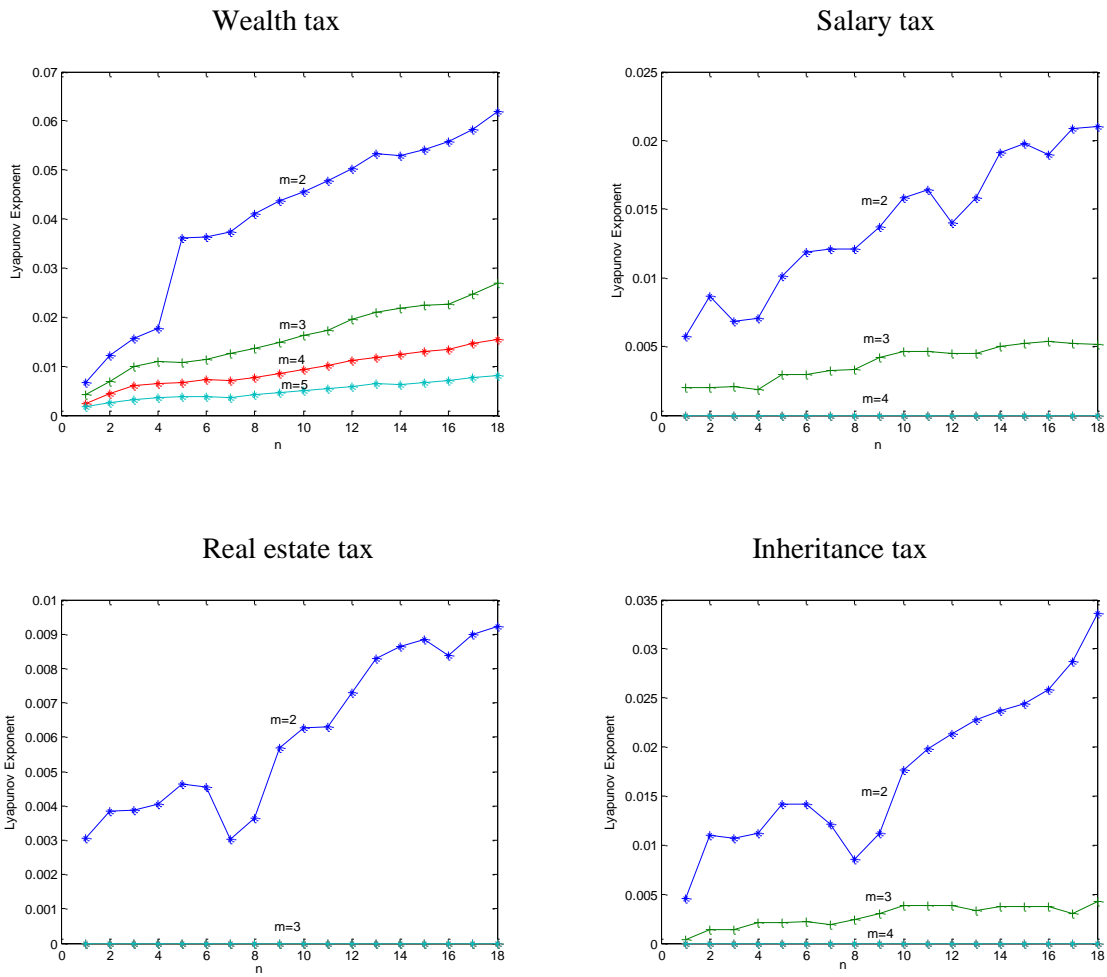 Wealth tax
Salary tax
0.07
0.06
0.05
0.04
0.03
0.02
0.01
0
Lyapunov Exponent
m=2
m=3
m=4
m=5
0 2 4 6 8 10 12 14 16 18
n
0.025
0.02
0.015
0.01
0.005
0
Lyapunov Exponent
m=2
m=3
m=4
0 2 4 6 8 10 12 14 16 18
n
Real estate tax
Inheritance tax
0.01
0.009
0.008
0.007
0.006
0.005
0.004
0.003
0.002
0.001
0
Lyapunov Exponent
m=2
m=3
0 2 4 6 8 10 12 14 16 18
n
0.035
0.03
0.025
0.02
0.015
0.01
0.005
0
Lyapunov Exponent
m=2
m=3
m=4
0 2 4 6 8 10 12 14 16 18
n